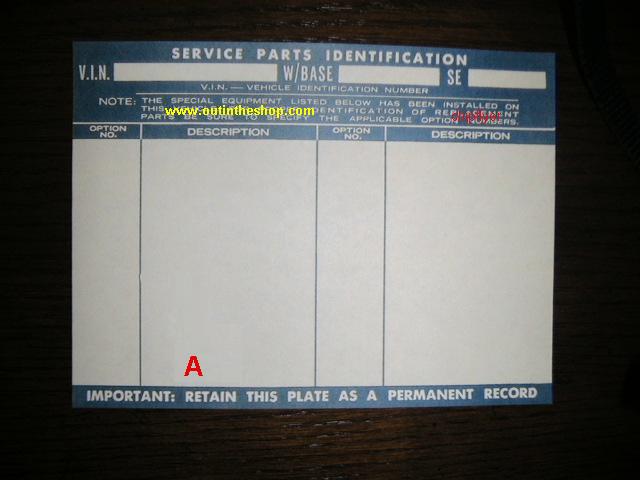 SERVICE PARTS IDENTIFICATION
V.I.N. W/BASE SE
V.I.N. — VEHICLE IDENTIFICATION NUMBER
NOTE: THE SPECIAL EQUIPMENT LISTED BELOW HAS BEEN INSTALLED ON
THIS IDENTIFICATION OF REPLACEMENT
www.outintheshop.com
PARTS BE SURE TO SPECIFY THE APPLICABLE OPTION NUMBERS.
OPTION NO. DESCRIPTION OPTION NO. DESCRIPTION
A
IMPORTANT: RETAIN THIS PLATE AS A PERMANENT RECORD